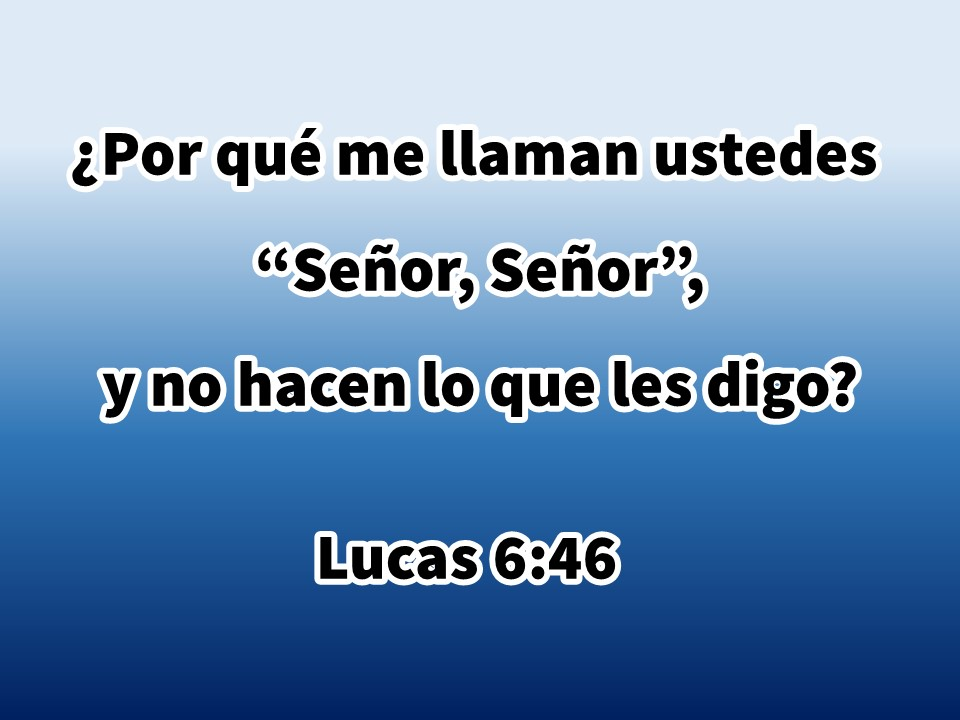 ¿Por qué me llaman ustedes
“Señor, Señor”,
y no hacen lo que les digo?
Lucas 6:46